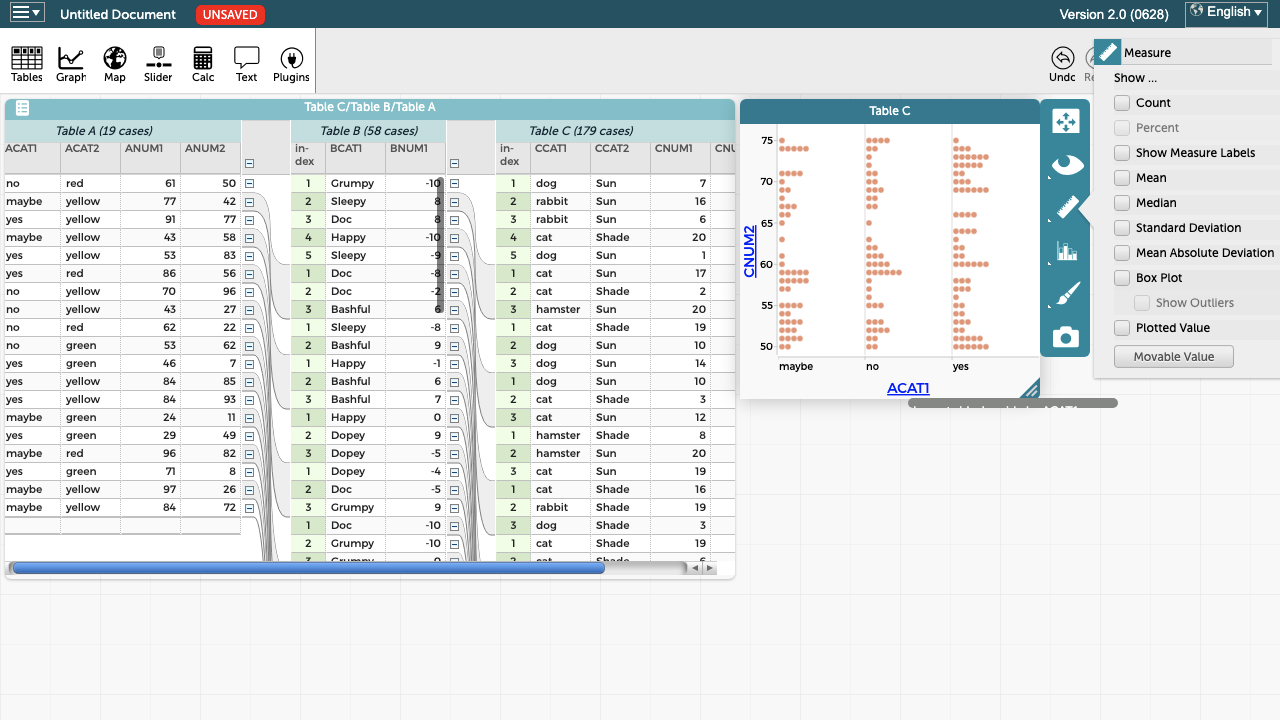 Untitled Document UNSAVED Version 2.0 (0628) English
Tables Graph Map Slider Calc Text Plugins Undo
Measure
Show ...
Count
Percent
Show Measure Labels
Mean
Median
Standard Deviation
Mean Absolute Deviation
Box Plot
Show Outliers
Plotted Value
Movable Value
Table C/Table B/Table A
Table A (19 cases) Table B (58 cases) Table C (179 cases)
ACAT1 ACAT2 ANUM1 ANUM2 in-dex BCAT1 BNUM1 in-dex CCAT1 CCAT2 CNUM1
no red 61 50 1 Grumpy -10 1 dog Sun 7
maybe yellow 77 42 2 Sleepy 8 2 rabbit Sun 16
yes yellow 91 77 3 Doc 8 3 rabbit Sun 6
maybe yellow 43 58 4 Happy -10 4 cat Shade 20
yes yellow 53 83 5 Sleepy -9 5 dog Sun 1
yes red 86 56 1 Doc -8 1 cat Sun 17
no yellow 70 96 2 Doc -2 2 cat Shade 2
no yellow 43 27 3 Bashful 6 3 hamster Sun 20
no red 62 22 1 Sleepy -8 1 cat Shade 19
no green 53 62 2 Bashful 9 2 dog Sun 10
yes green 46 7 1 Happy -1 3 dog Sun 14
yes yellow 84 85 2 Bashful 6 1 dog Sun 10
yes yellow 84 93 3 Bashful 7 2 cat Shade 3
maybe green 24 11 1 Happy 0 3 cat Sun 12
yes green 29 49 2 Dopey 9 1 hamster Shade 8
maybe red 96 82 3 Dopey -5 2 hamster Sun 20
yes green 71 8 1 Dopey -4 3 cat Sun 19
maybe yellow 97 26 2 Doc -5 1 cat Shade 16
maybe yellow 84 72 3 Grumpy 9 2 rabbit Shade 19
1 Doc -10 3 dog Shade 3
2 Grumpy -10 1 cat Shade 19
3 Grumpy 2 cat Shade
Table C
75
70
65
60
55
50
CNUM2
maybe no yes
ACAT1